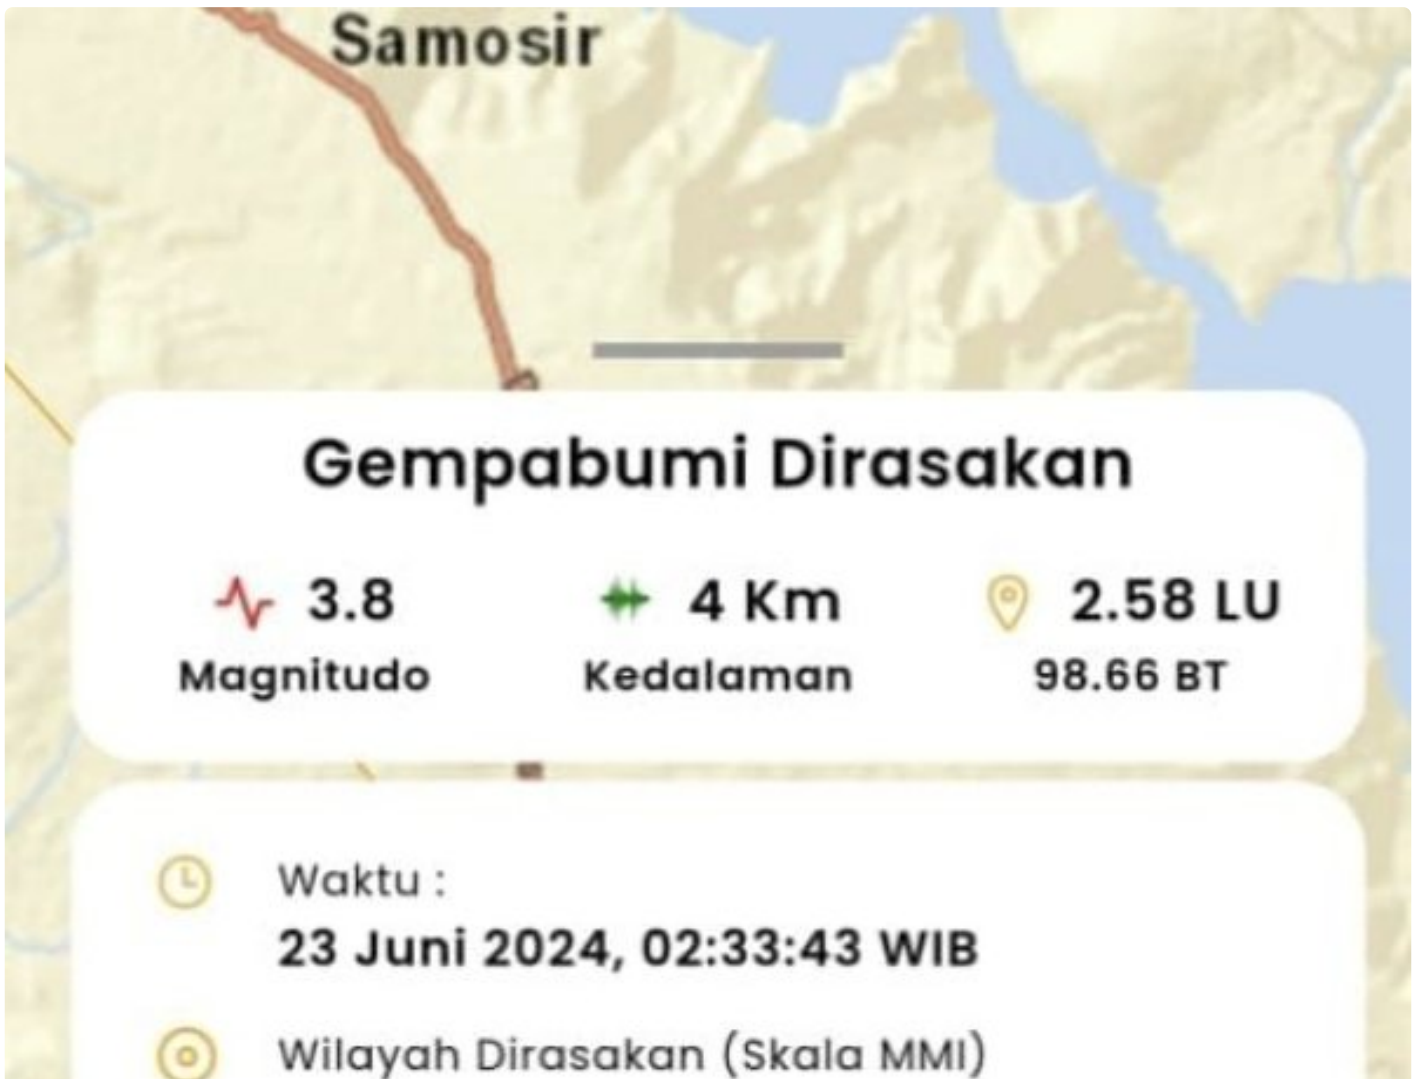 Samosir
Gempabumi Dirasakan
3.8
Magnitudo
4 Km
Kedalaman
2.58 LU
98.66 BT
Waktu :
23 Juni 2024, 02:33:43 WIB
Wilayah Dirasakan (Skala MMI)